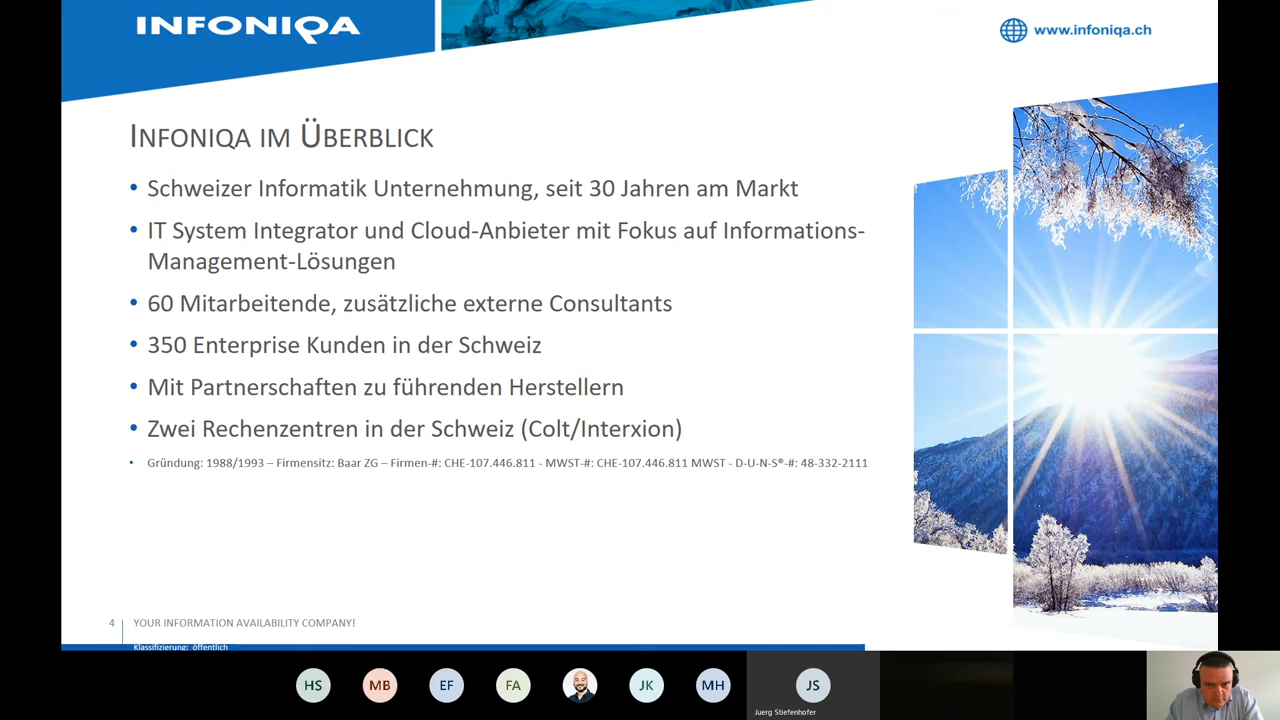 INFONIQA
www.infoniqa.ch
INFONIQA IM ÜBERBLICK
• Schweizer Informatik Unternehmung, seit 30 Jahren am Markt
• IT System Integrator und Cloud-Anbieter mit Fokus auf Informations-
Management-Lösungen
• 60 Mitarbeitende, zusätzliche externe Consultants
• 350 Enterprise Kunden in der Schweiz
• Mit Partnerschaften zu führenden Herstellern
• Zwei Rechenzentren in der Schweiz (Colt/Interxion)
• Gründung: 1988/1993 – Firmensitz: Baar ZG – Firmen-#: CHE-107.446.811 - MWST-#: CHE-107.446.811 MWST - D-U-N-S®-#: 48-332-2111
4 YOUR INFORMATION AVAILABILITY COMPANY!
Klassifizierung: öffentlich
HS MB EF FA JK MH JS
Juerg Stiefenhofer